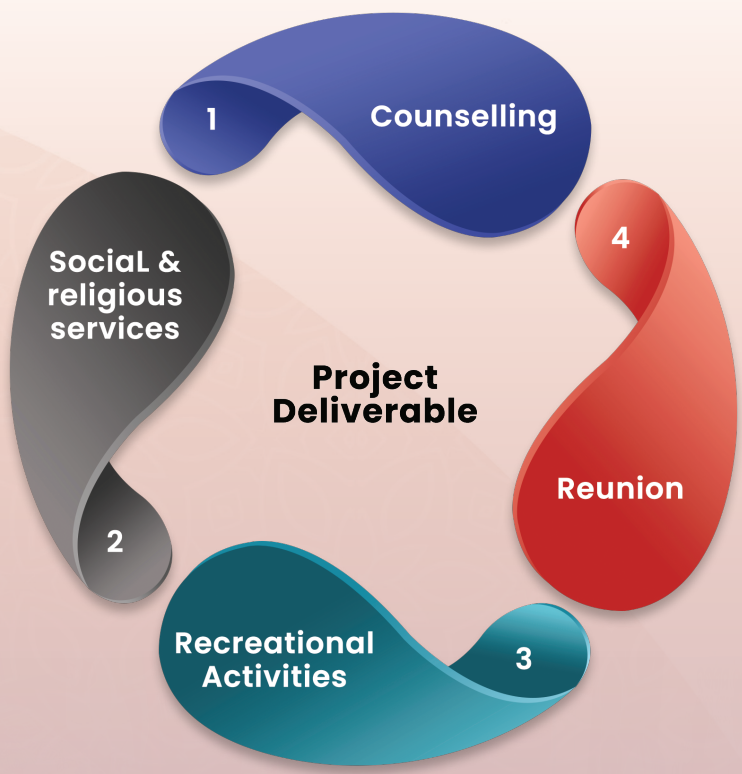 1
Counselling
2
SociaL &
religious
services
3
Recreational
Activities
4
Reunion
Project
Deliverable